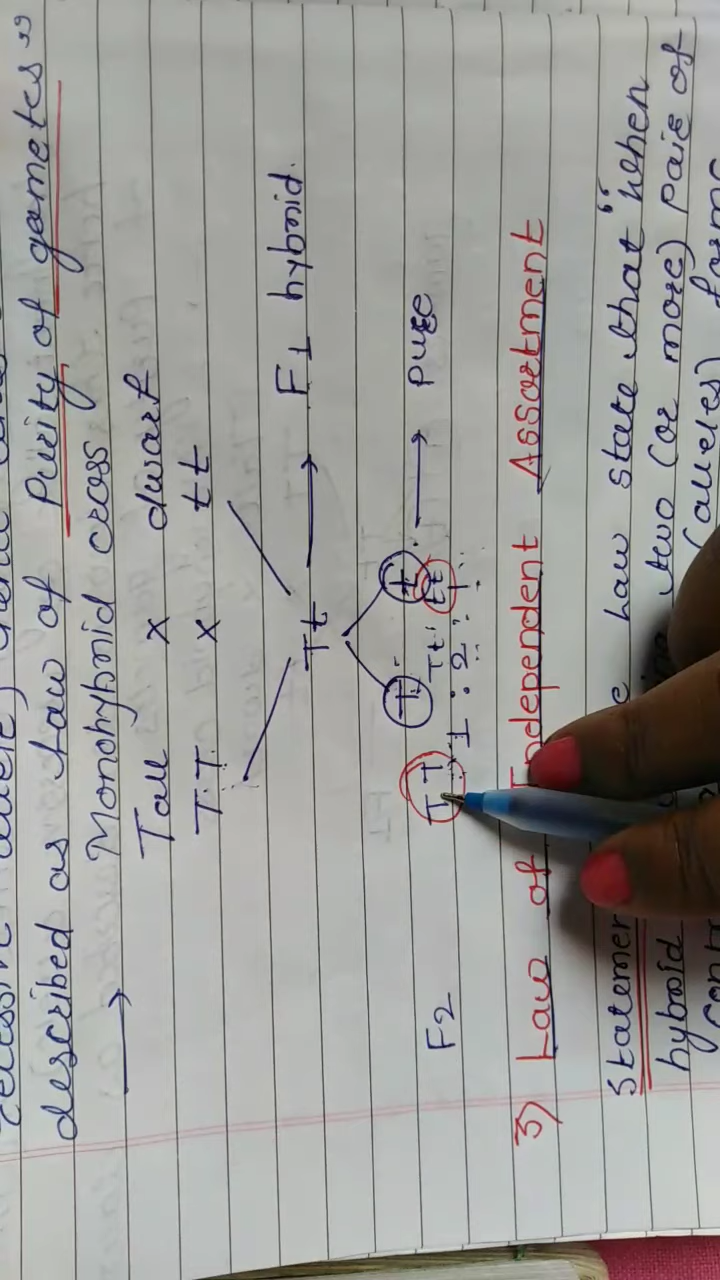 described as Law of Purity of gametes"
→ Monohybrid cross
Tall x dwarf
TT x tt
Tt → F1 hybrid.
T t → pure
F2 TT Tt tt
1 : 2 : 1
3) Law of Independent Assortment
Law state that "when
hybrid two (or more) pair of
(alleles)